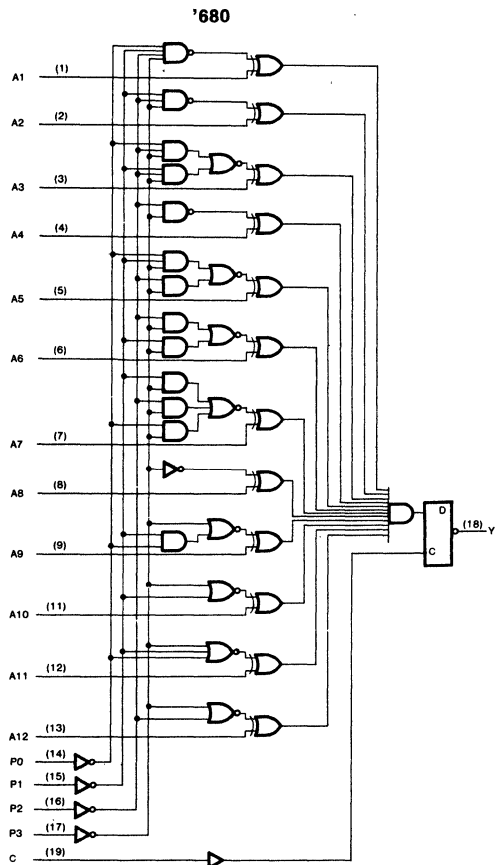 '680
A1 (1)
A2 (2)
A3 (3)
A4 (4)
A5 (5)
A6 (6)
A7 (7)
A8 (8)
A9 (9)
A10 (11)
A11 (12)
A12 (13)
P0 (14)
P1 (15)
P2 (16)
P3 (17)
C (19)
D
C
(18) Y